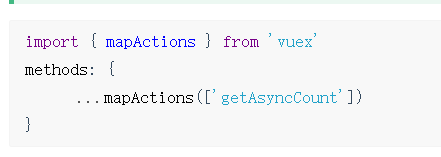 import { mapActions } from 'vuex'
methods: {
     ...mapActions(['getAsyncCount'])
}